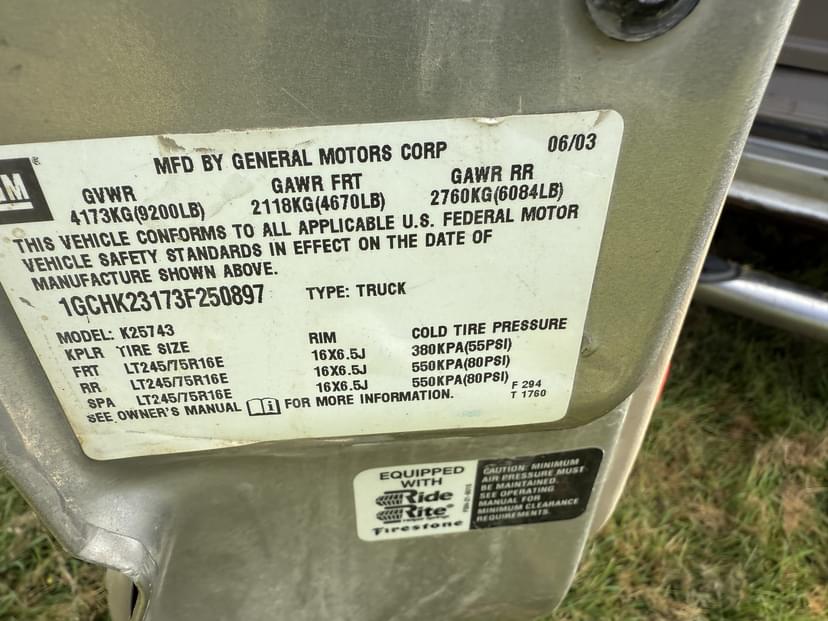 MFD BY GENERAL MOTORS CORP 06/03
GVWR GAWR FRT GAWR RR
4173KG(9200LB) 2118KG(4670LB) 2760KG(6084LB)
THIS VEHICLE CONFORMS TO ALL APPLICABLE U.S. FEDERAL MOTOR
VEHICLE SAFETY STANDARDS IN EFFECT ON THE DATE OF
MANUFACTURE SHOWN ABOVE.
1GCHK23173F250897 TYPE: TRUCK
MODEL: K25743
KPLR TIRE SIZE RIM COLD TIRE PRESSURE
FRT LT245/75R16E 16X6.5J 380KPA(55PSI)
RR LT245/75R16E 16X6.5J 550KPA(80PSI)
SPA LT245/75R16E 16X6.5J 550KPA(80PSI)
SEE OWNER'S MANUAL FOR MORE INFORMATION.
F 294
T 1760
EQUIPPED
WITH
Ride
Rite®
Firestone
CAUTION: MINIMUM
AIR PRESSURE MUST
BE MAINTAINED.
SEE OPERATING
MANUAL FOR
MINIMUM CLEARANCE
REQUIREMENTS.